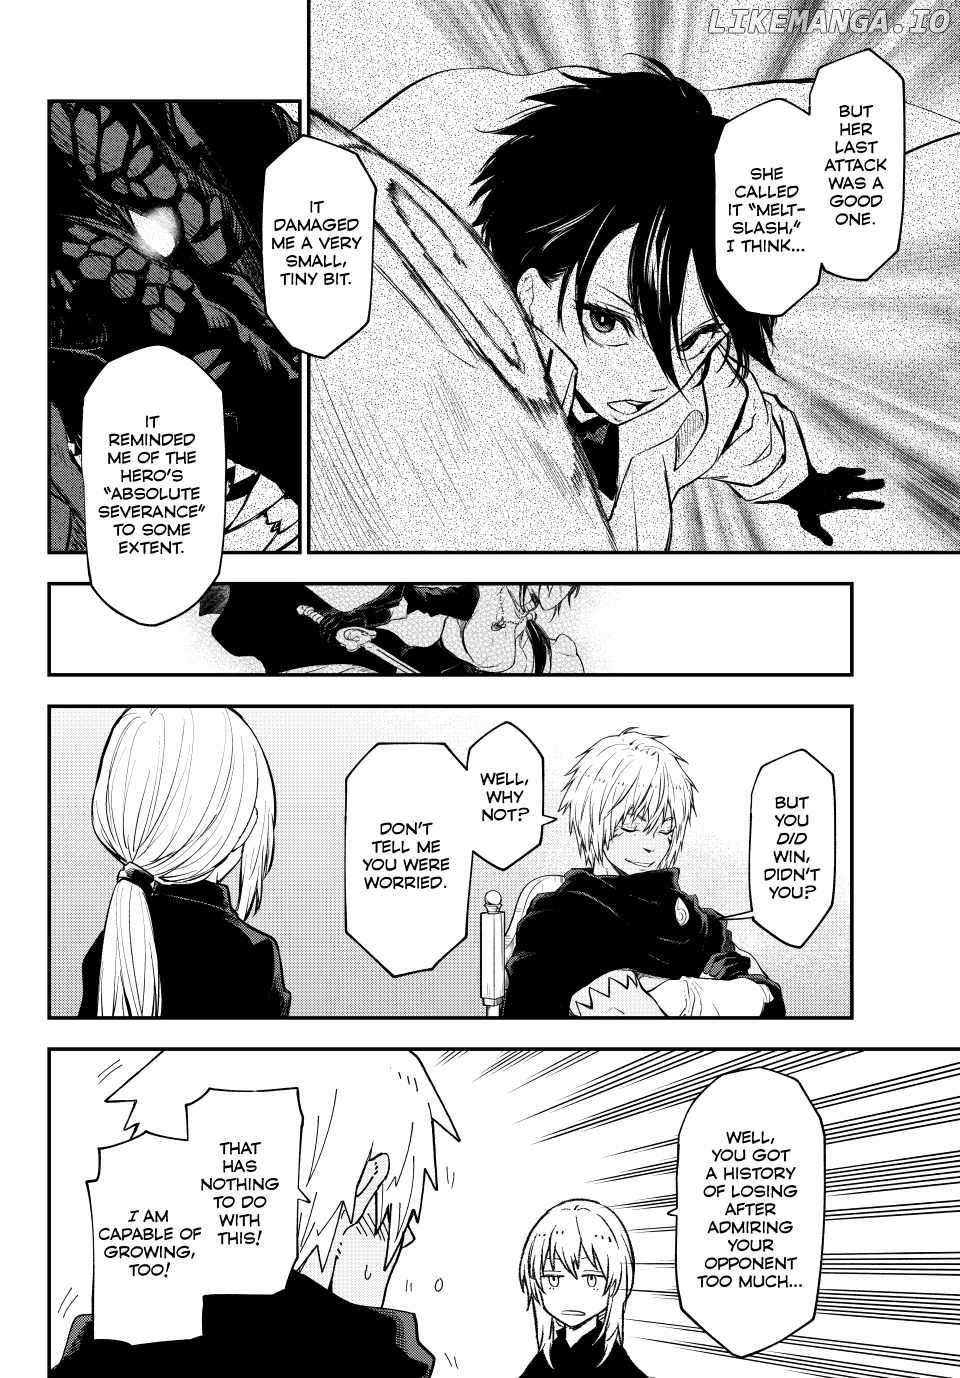 LIKEMANGA.IO
BUT
HER
LAST
ATTACK
WAS A
GOOD
ONE.
SHE
CALLED
IT "MELT-
SLASH,"
I THINK...
IT
DAMAGED
ME A VERY
SMALL,
TINY BIT.
IT
REMINDED
ME OF THE
HERO'S
"ABSOLUTE
SEVERANCE"
TO SOME
EXTENT.
BUT
YOU
DID
WIN,
DIDN'T
YOU?
WELL,
WHY
NOT?
DON'T
TELL ME
YOU WERE
WORRIED.
WELL,
YOU GOT
A HISTORY
OF LOSING
AFTER
ADMIRING
YOUR
OPPONENT
TOO MUCH...
THAT
HAS
NOTHING
TO DO
WITH
THIS!
I AM
CAPABLE OF
GROWING,
TOO!